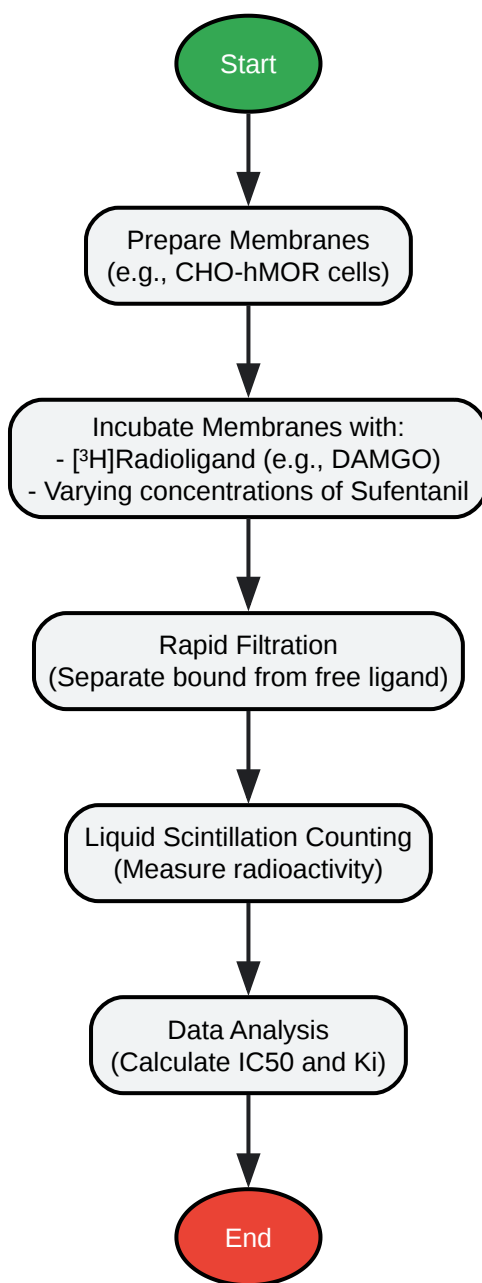 Start
Prepare Membranes
(e.g., CHO-hMOR cells)
Incubate Membranes with:
- [³H]Radioligand (e.g., DAMGO)
- Varying concentrations of Sufentanil
Rapid Filtration
(Separate bound from free ligand)
Liquid Scintillation Counting
(Measure radioactivity)
Data Analysis
(Calculate IC50 and Ki)
End